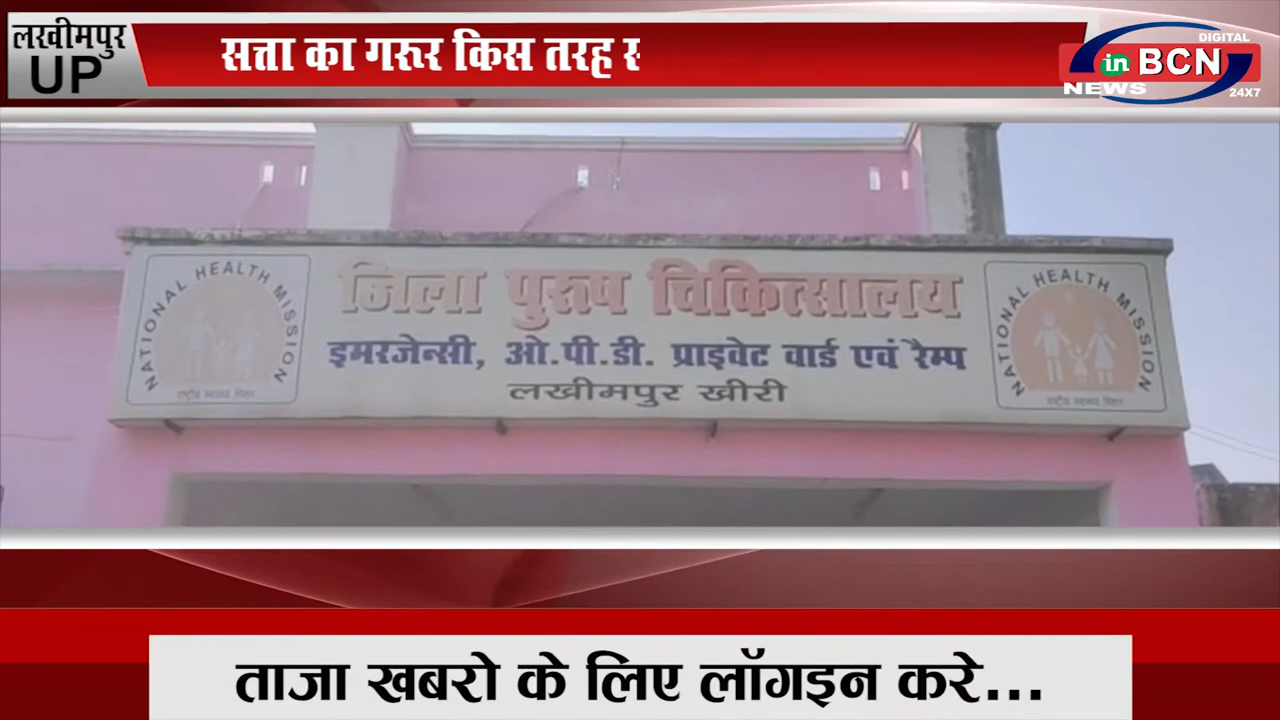 लखीमपुर
UP
सत्ता का गरूर किस तरह
DIGITAL
in BCN
NEWS
24X7
NATIONAL HEALTH MISSION
जिला पुरुष चिकित्सालय
इमरजेन्सी, ओ.पी.डी. प्राइवेट वार्ड एवं रैम्प
लखीमपुर खीरी
NATIONAL HEALTH MISSION
ताजा खबरो के लिए लॉगइन करे...